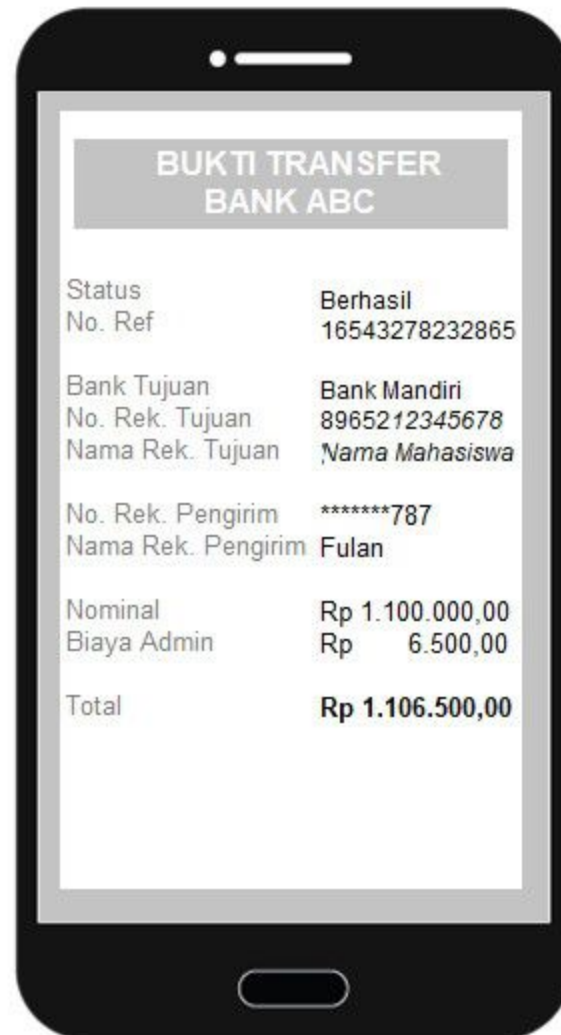 BUKTI TRANSFER
BANK ABC
Status Berhasil
No. Ref 16543278232865
Bank Tujuan Bank Mandiri
No. Rek. Tujuan 8965212345678
Nama Rek. Tujuan Nama Mahasiswa
No. Rek. Pengirim *******787
Nama Rek. Pengirim Fulan
Nominal Rp 1.100.000,00
Biaya Admin Rp 6.500,00
Total Rp 1.106.500,00